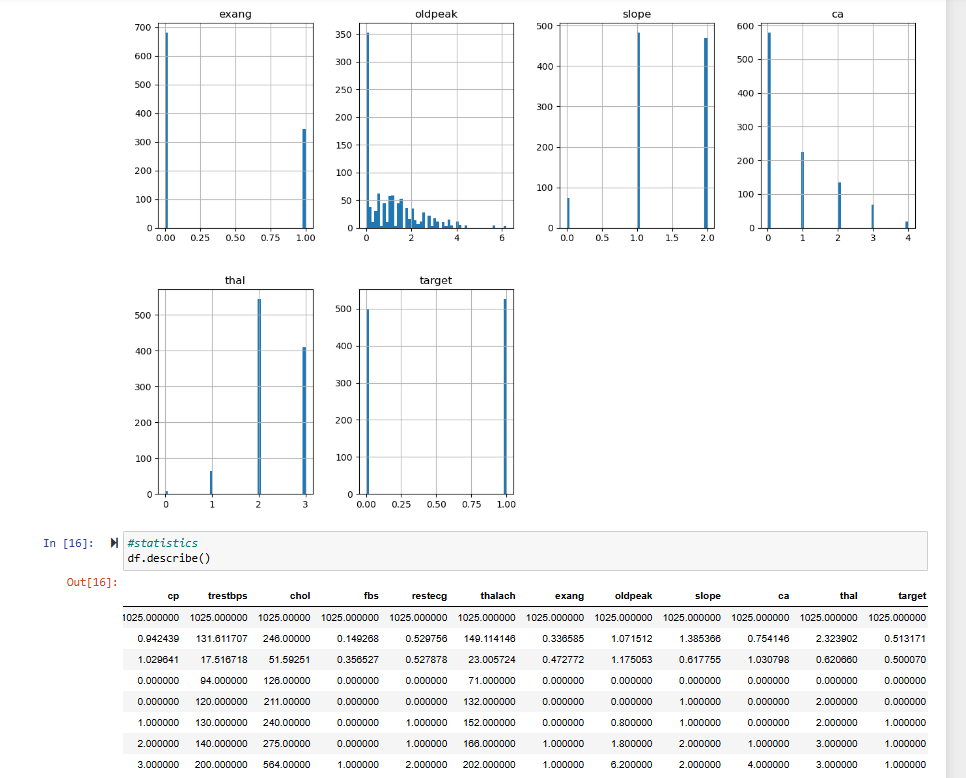 exang oldpeak slope ca
700 600 500 400 300 200 100 0
0.00 0.25 0.50 0.75 1.00
350 300 250 200 150 100 50 0
0 2 4 6
500 400 300 200 100 0
0.0 0.5 1.0 1.5 2.0
600 500 400 300 200 100 0
0 1 2 3 4
thal target
500 400 300 200 100 0
0 1 2 3
500 400 300 200 100 0
0.00 0.25 0.50 0.75 1.00
In [16]: #statistics
df.describe()
Out[16]:
cp trestbps chol fbs restecg thalach exang oldpeak slope ca thal target
1025.000000 1025.000000 1025.00000 1025.000000 1025.000000 1025.000000 1025.000000 1025.000000 1025.000000 1025.000000 1025.000000 1025.000000
0.942439 131.611707 246.00000 0.149268 0.529756 149.114146 0.336585 1.071512 1.385366 0.754146 2.323902 0.513171
1.029641 17.516718 51.59251 0.356527 0.527878 23.005724 0.472772 1.175053 0.617755 1.030798 0.620660 0.500070
0.000000 94.000000 126.00000 0.000000 0.000000 71.000000 0.000000 0.000000 0.000000 0.000000 0.000000 0.000000
0.000000 120.000000 211.00000 0.000000 0.000000 132.000000 0.000000 0.000000 1.000000 0.000000 2.000000 0.000000
1.000000 130.000000 240.00000 0.000000 1.000000 152.000000 0.000000 0.800000 1.000000 0.000000 2.000000 1.000000
2.000000 140.000000 275.00000 0.000000 1.000000 166.000000 1.000000 1.800000 2.000000 1.000000 3.000000 1.000000
3.000000 200.000000 564.00000 1.000000 2.000000 202.000000 1.000000 6.200000 2.000000 4.000000 3.000000 1.000000